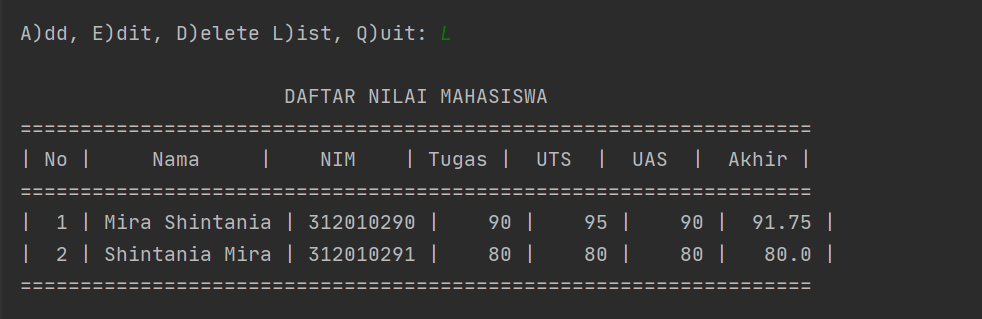 A)dd, E)dit, D)elete L)ist, Q)uit: L
DAFTAR NILAI MAHASISWA
==================================================================
| No |     Nama     |    NIM    | Tugas |  UTS  |  UAS  |  Akhir |
==================================================================
|  1 | Mira Shintania | 312010290 |    90 |    95 |    90 |  91.75 |
|  2 | Shintania Mira | 312010291 |    80 |    80 |    80 |   80.0 |
==================================================================